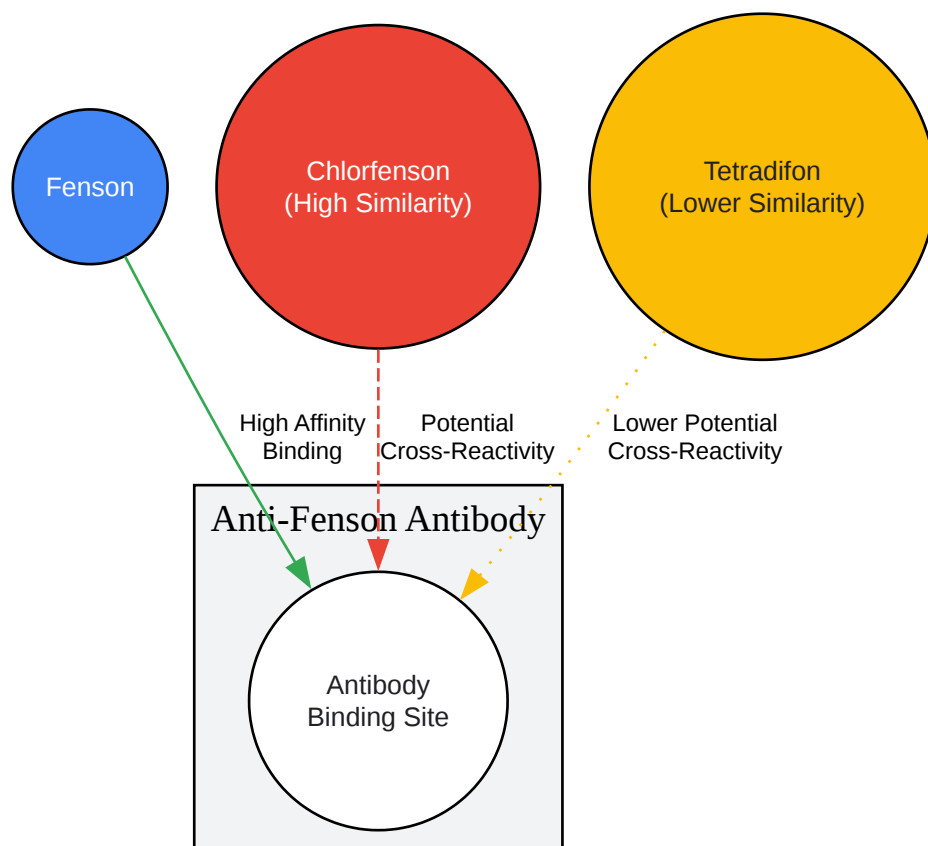 Fenson
Chlorfenson
(High Similarity)
Tetradifon
(Lower Similarity)
High Affinity
Binding
Potential
Cross-Reactivity
Lower Potential
Cross-Reactivity
Anti-Fenson Antibody
Antibody
Binding Site